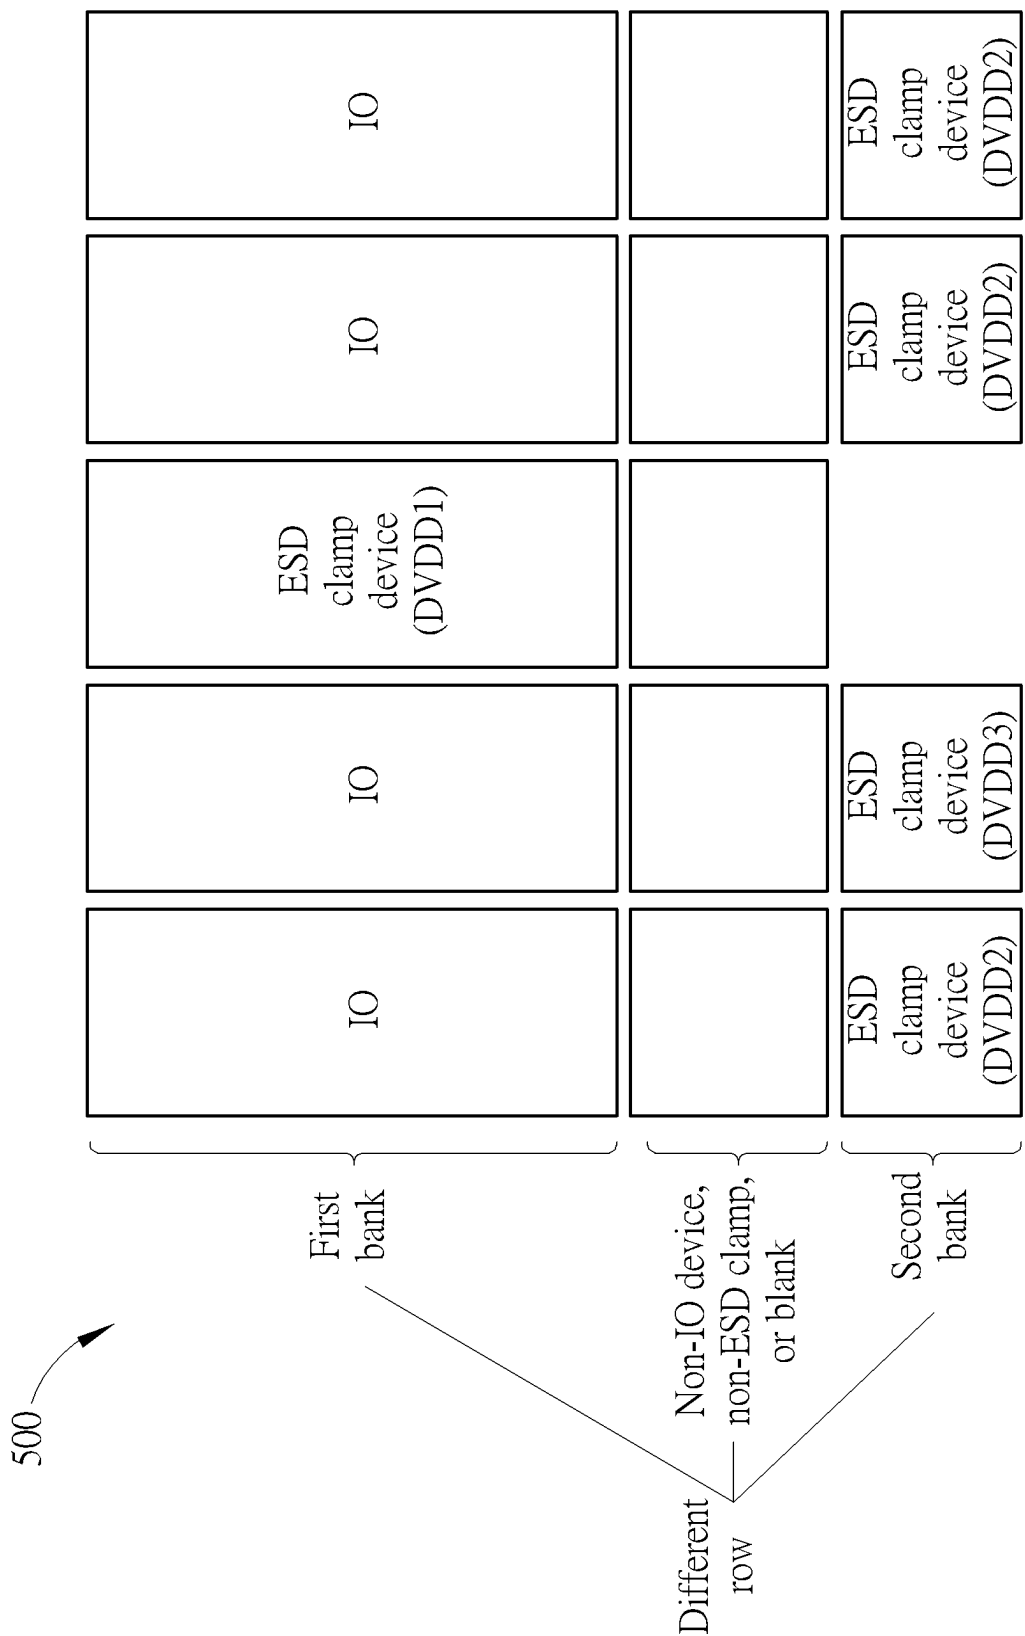 500
Different
row
First
bank
IO
IO
ESD
clamp
device
(DVDD1)
IO
IO
Non-IO device,
non-ESD clamp,
or blank
Second
bank
ESD
clamp
device
(DVDD2)
ESD
clamp
device
(DVDD3)
ESD
clamp
device
(DVDD2)
ESD
clamp
device
(DVDD2)